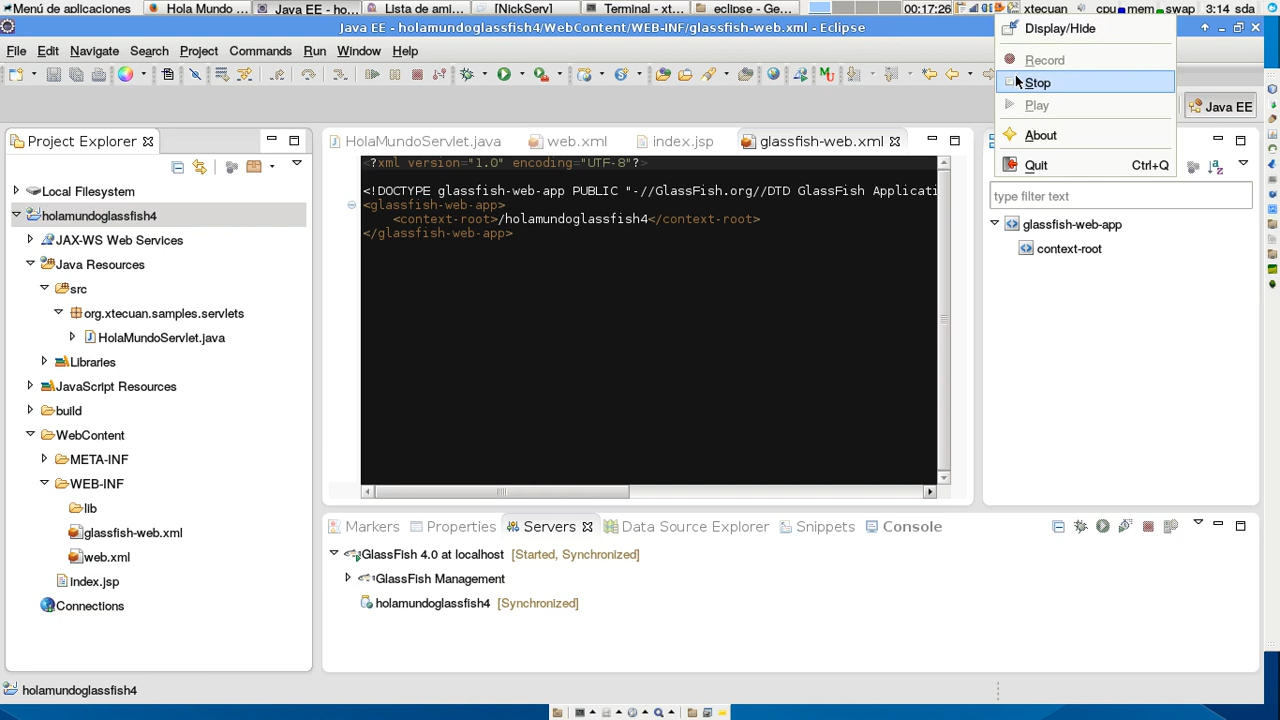 Menú de aplicaciones
Hola Mundo ...
Java EE - ho...
Lista de ami...
[NickServ]
Terminal - xt...
eclipse - Ge...
00:17:26
xtecuan
cpu
mem
swap
3:14
sda
Java EE - holamundoglassfish4/WebContent/WEB-INF/glassfish-web.xml - Eclipse
File Edit Navigate Search Project Commands Run Window Help
Display/Hide
Record
Stop
Play
About
Quit Ctrl+Q
Java EE
Project Explorer
Local Filesystem
holamundoglassfish4
JAX-WS Web Services
Java Resources
src
org.xtecuan.samples.servlets
HolaMundoServlet.java
Libraries
JavaScript Resources
build
WebContent
META-INF
WEB-INF
lib
glassfish-web.xml
web.xml
index.jsp
Connections
HolaMundoServlet.java
web.xml
index.jsp
glassfish-web.xml
<?xml version="1.0" encoding="UTF-8"?>
<!DOCTYPE glassfish-web-app PUBLIC "-//GlassFish.org//DTD GlassFish Applicati
<glassfish-web-app>
<context-root>/holamundoglassfish4</context-root>
</glassfish-web-app>
type filter text
glassfish-web-app
context-root
Markers
Properties
Servers
Data Source Explorer
Snippets
Console
GlassFish 4.0 at localhost [Started, Synchronized]
GlassFish Management
holamundoglassfish4 [Synchronized]
holamundoglassfish4